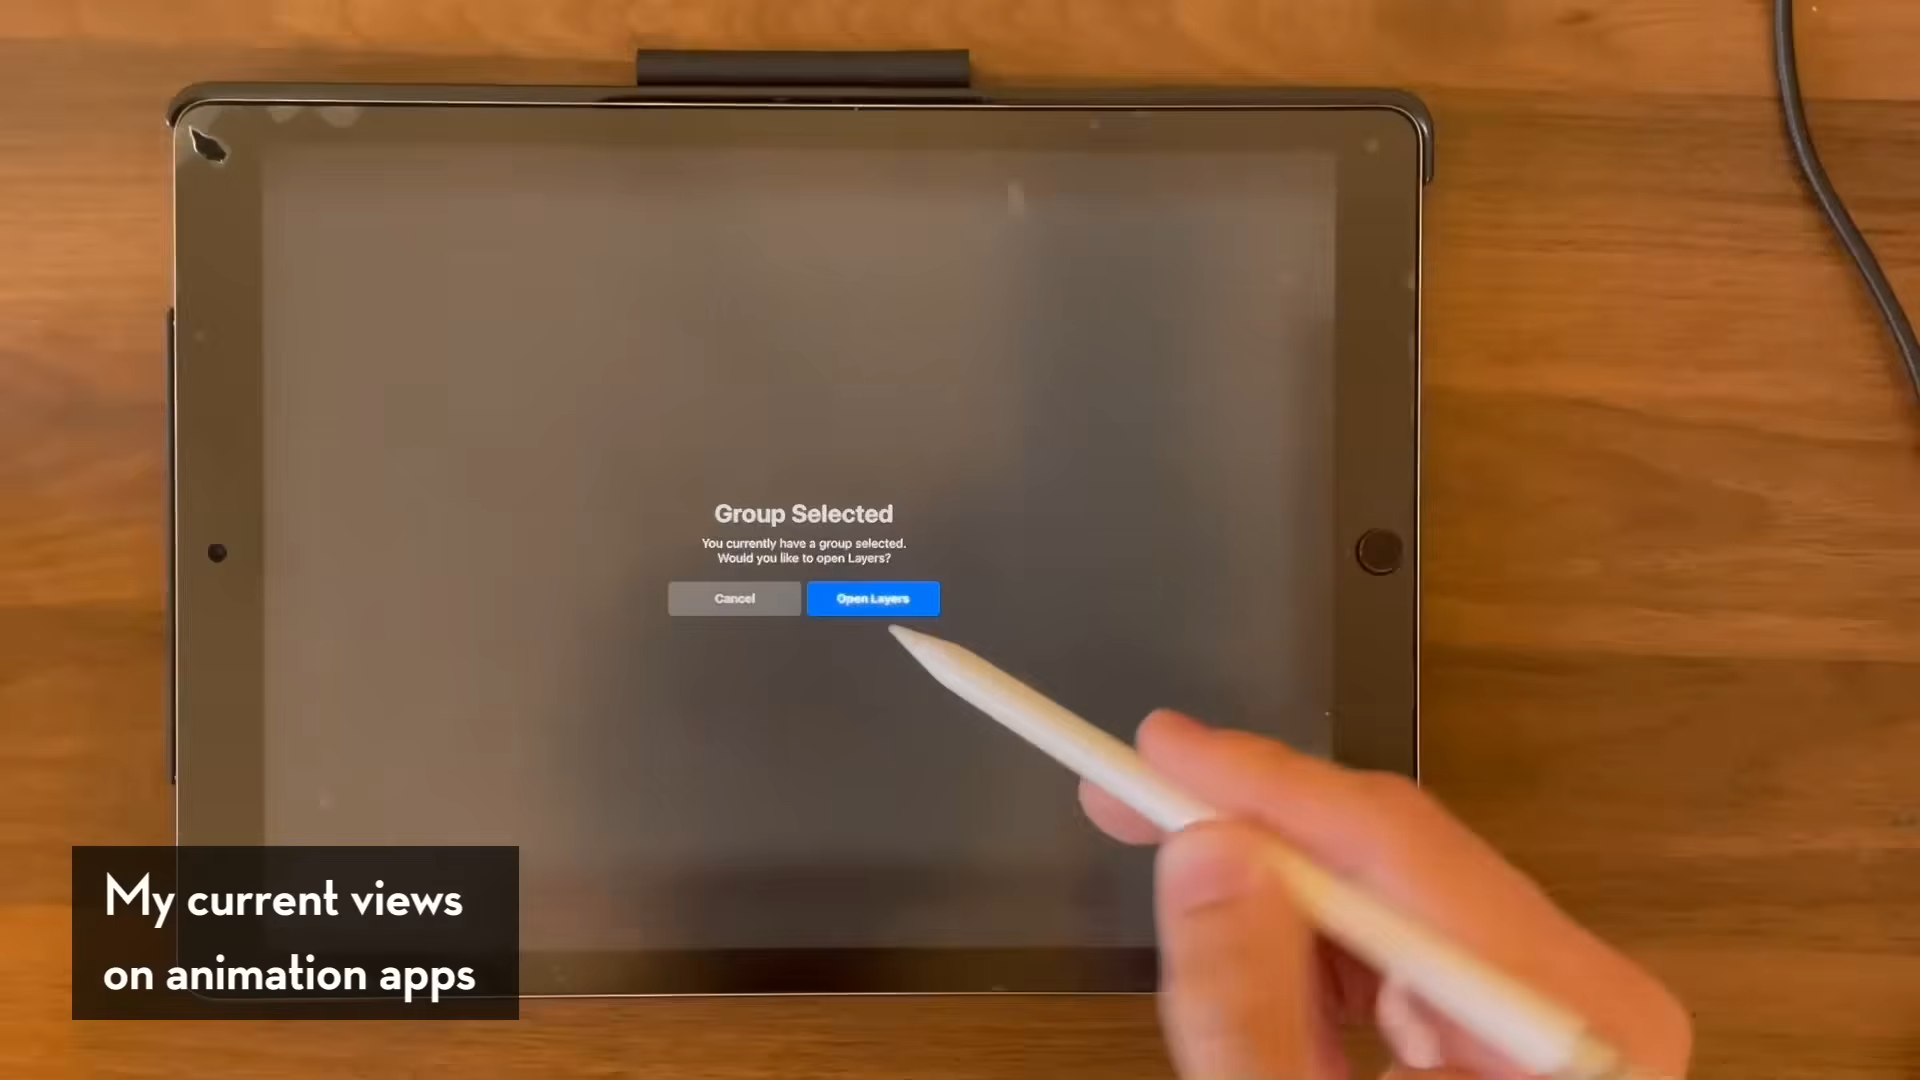 Group Selected
You currently have a group selected.
Would you like to open Layers?
Cancel
Open Layers
My current views
on animation apps